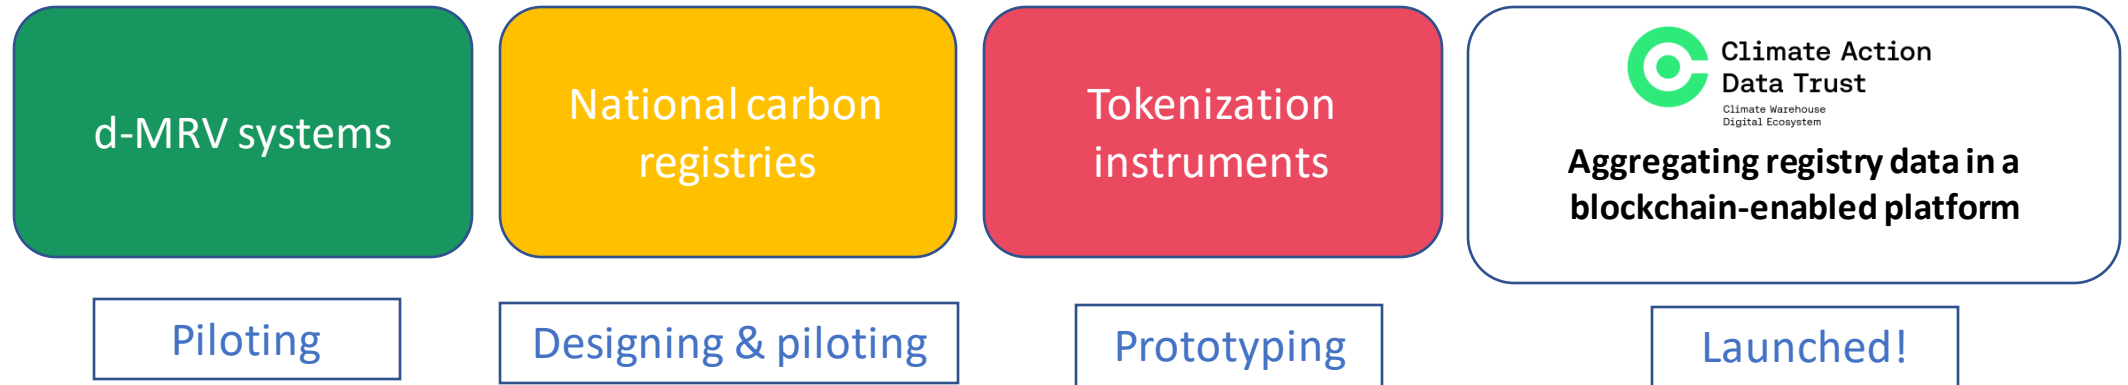 d-MRV systems
National carbon
registries
Tokenization
instruments
Climate Action
Data Trust
Climate Warehouse
Digital Ecosystem
Aggregating registry data in a
blockchain-enabled platform
Piloting
Designing & piloting
Prototyping
Launched!